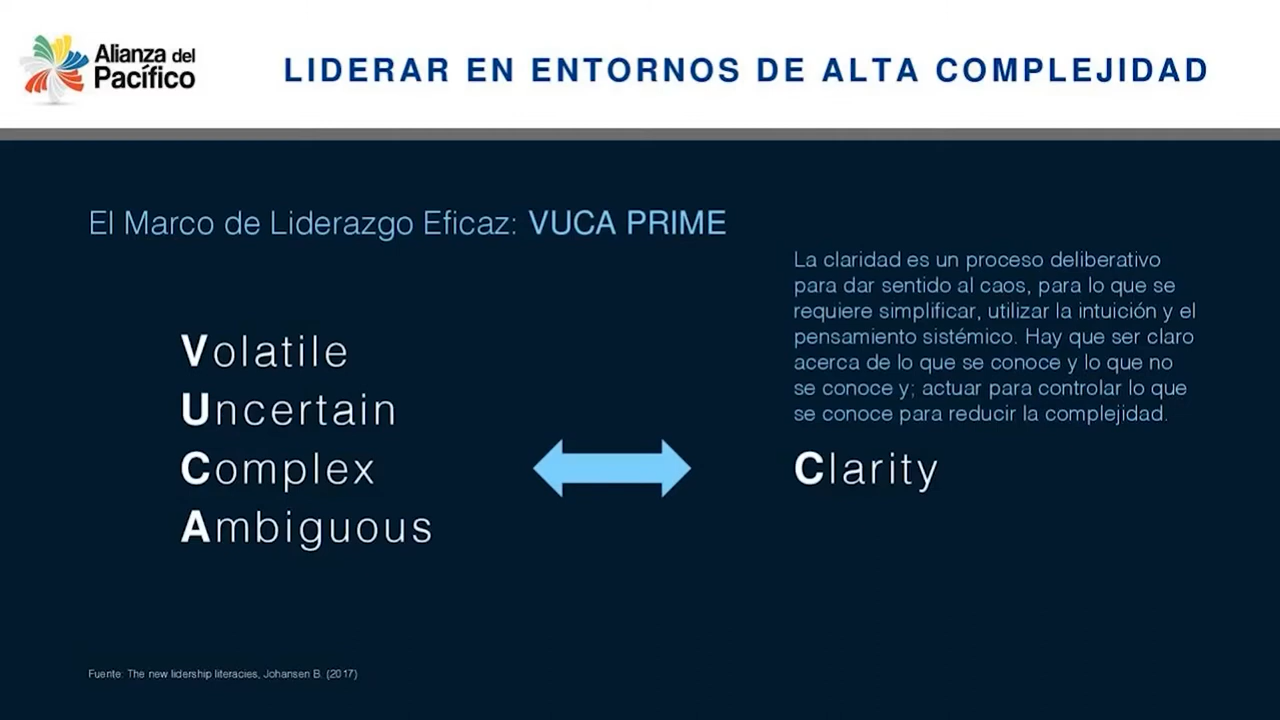 Alianza del
Pacífico
LIDERAR EN ENTORNOS DE ALTA COMPLEJIDAD
El Marco de Liderazgo Eficaz: VUCA PRIME
Volatile
Uncertain
Complex
Ambiguous
La claridad es un proceso deliberativo
para dar sentido al caos, para lo que se
requiere simplificar, utilizar la intuición y el
pensamiento sistémico. Hay que ser claro
acerca de lo que se conoce y lo que no
se conoce y; actuar para controlar lo que
se conoce para reducir la complejidad.
Clarity
Fuente: The new lidership literacies, Johansen B. (2017)